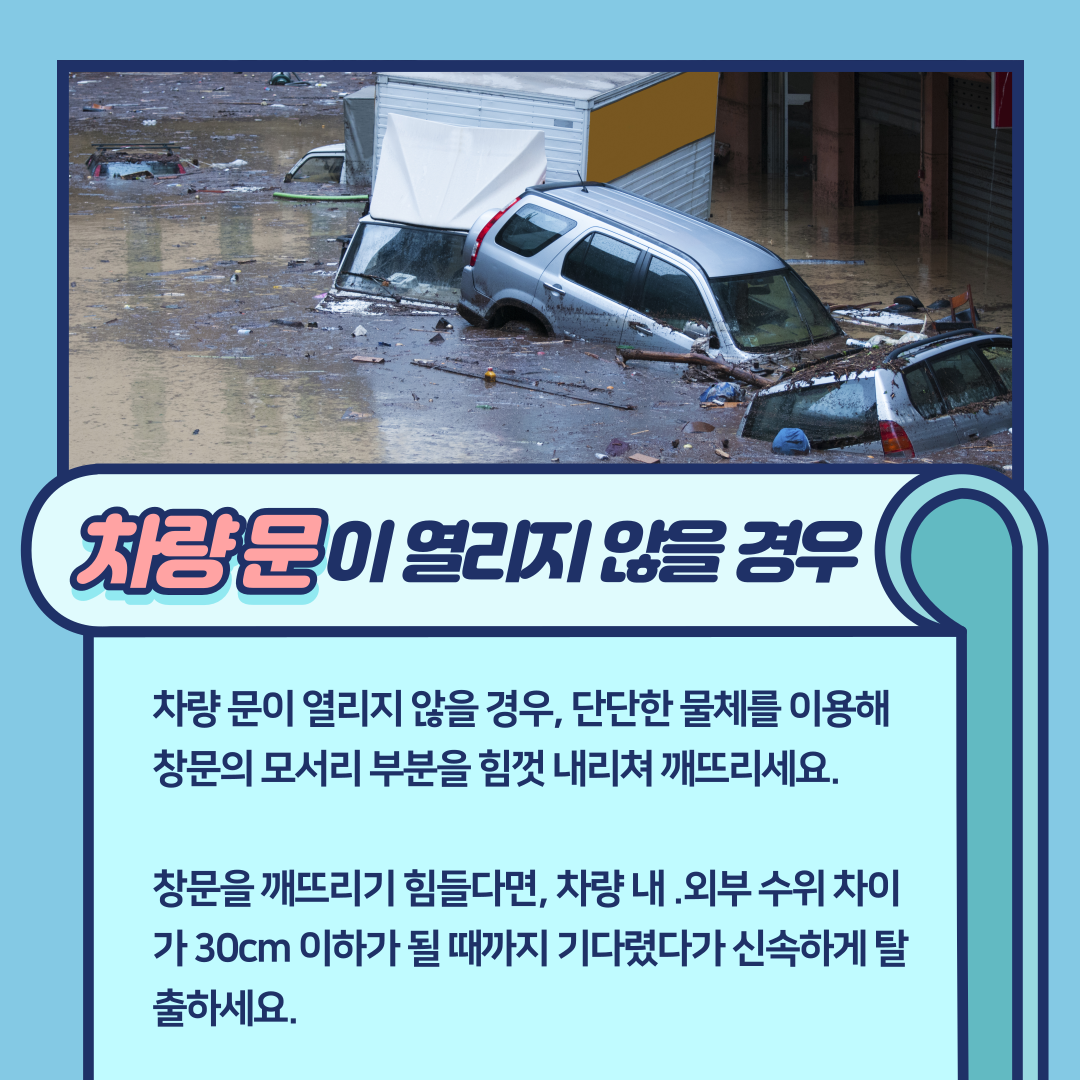 차량 문이 열리지 않을 경우
차량 문이 열리지 않을 경우, 단단한 물체를 이용해
창문의 모서리 부분을 힘껏 내리쳐 깨뜨리세요.
창문을 깨뜨리기 힘들다면, 차량 내 .외부 수위 차이
가 30cm 이하가 될 때까지 기다렸다가 신속하게 탈
출하세요.